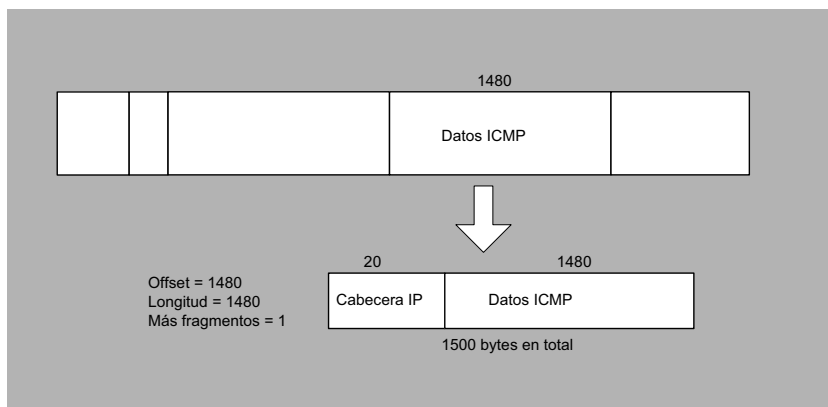 1480
Datos ICMP
20
1480
Offset = 1480
Longitud = 1480
Más fragmentos = 1
Cabecera IP
Datos ICMP
1500 bytes en total